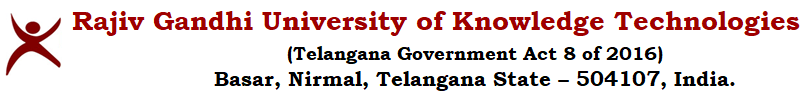 Rajiv Gandhi University of Knowledge Technologies
(Telangana Government Act 8 of 2016)
Basar, Nirmal, Telangana State – 504107, India.